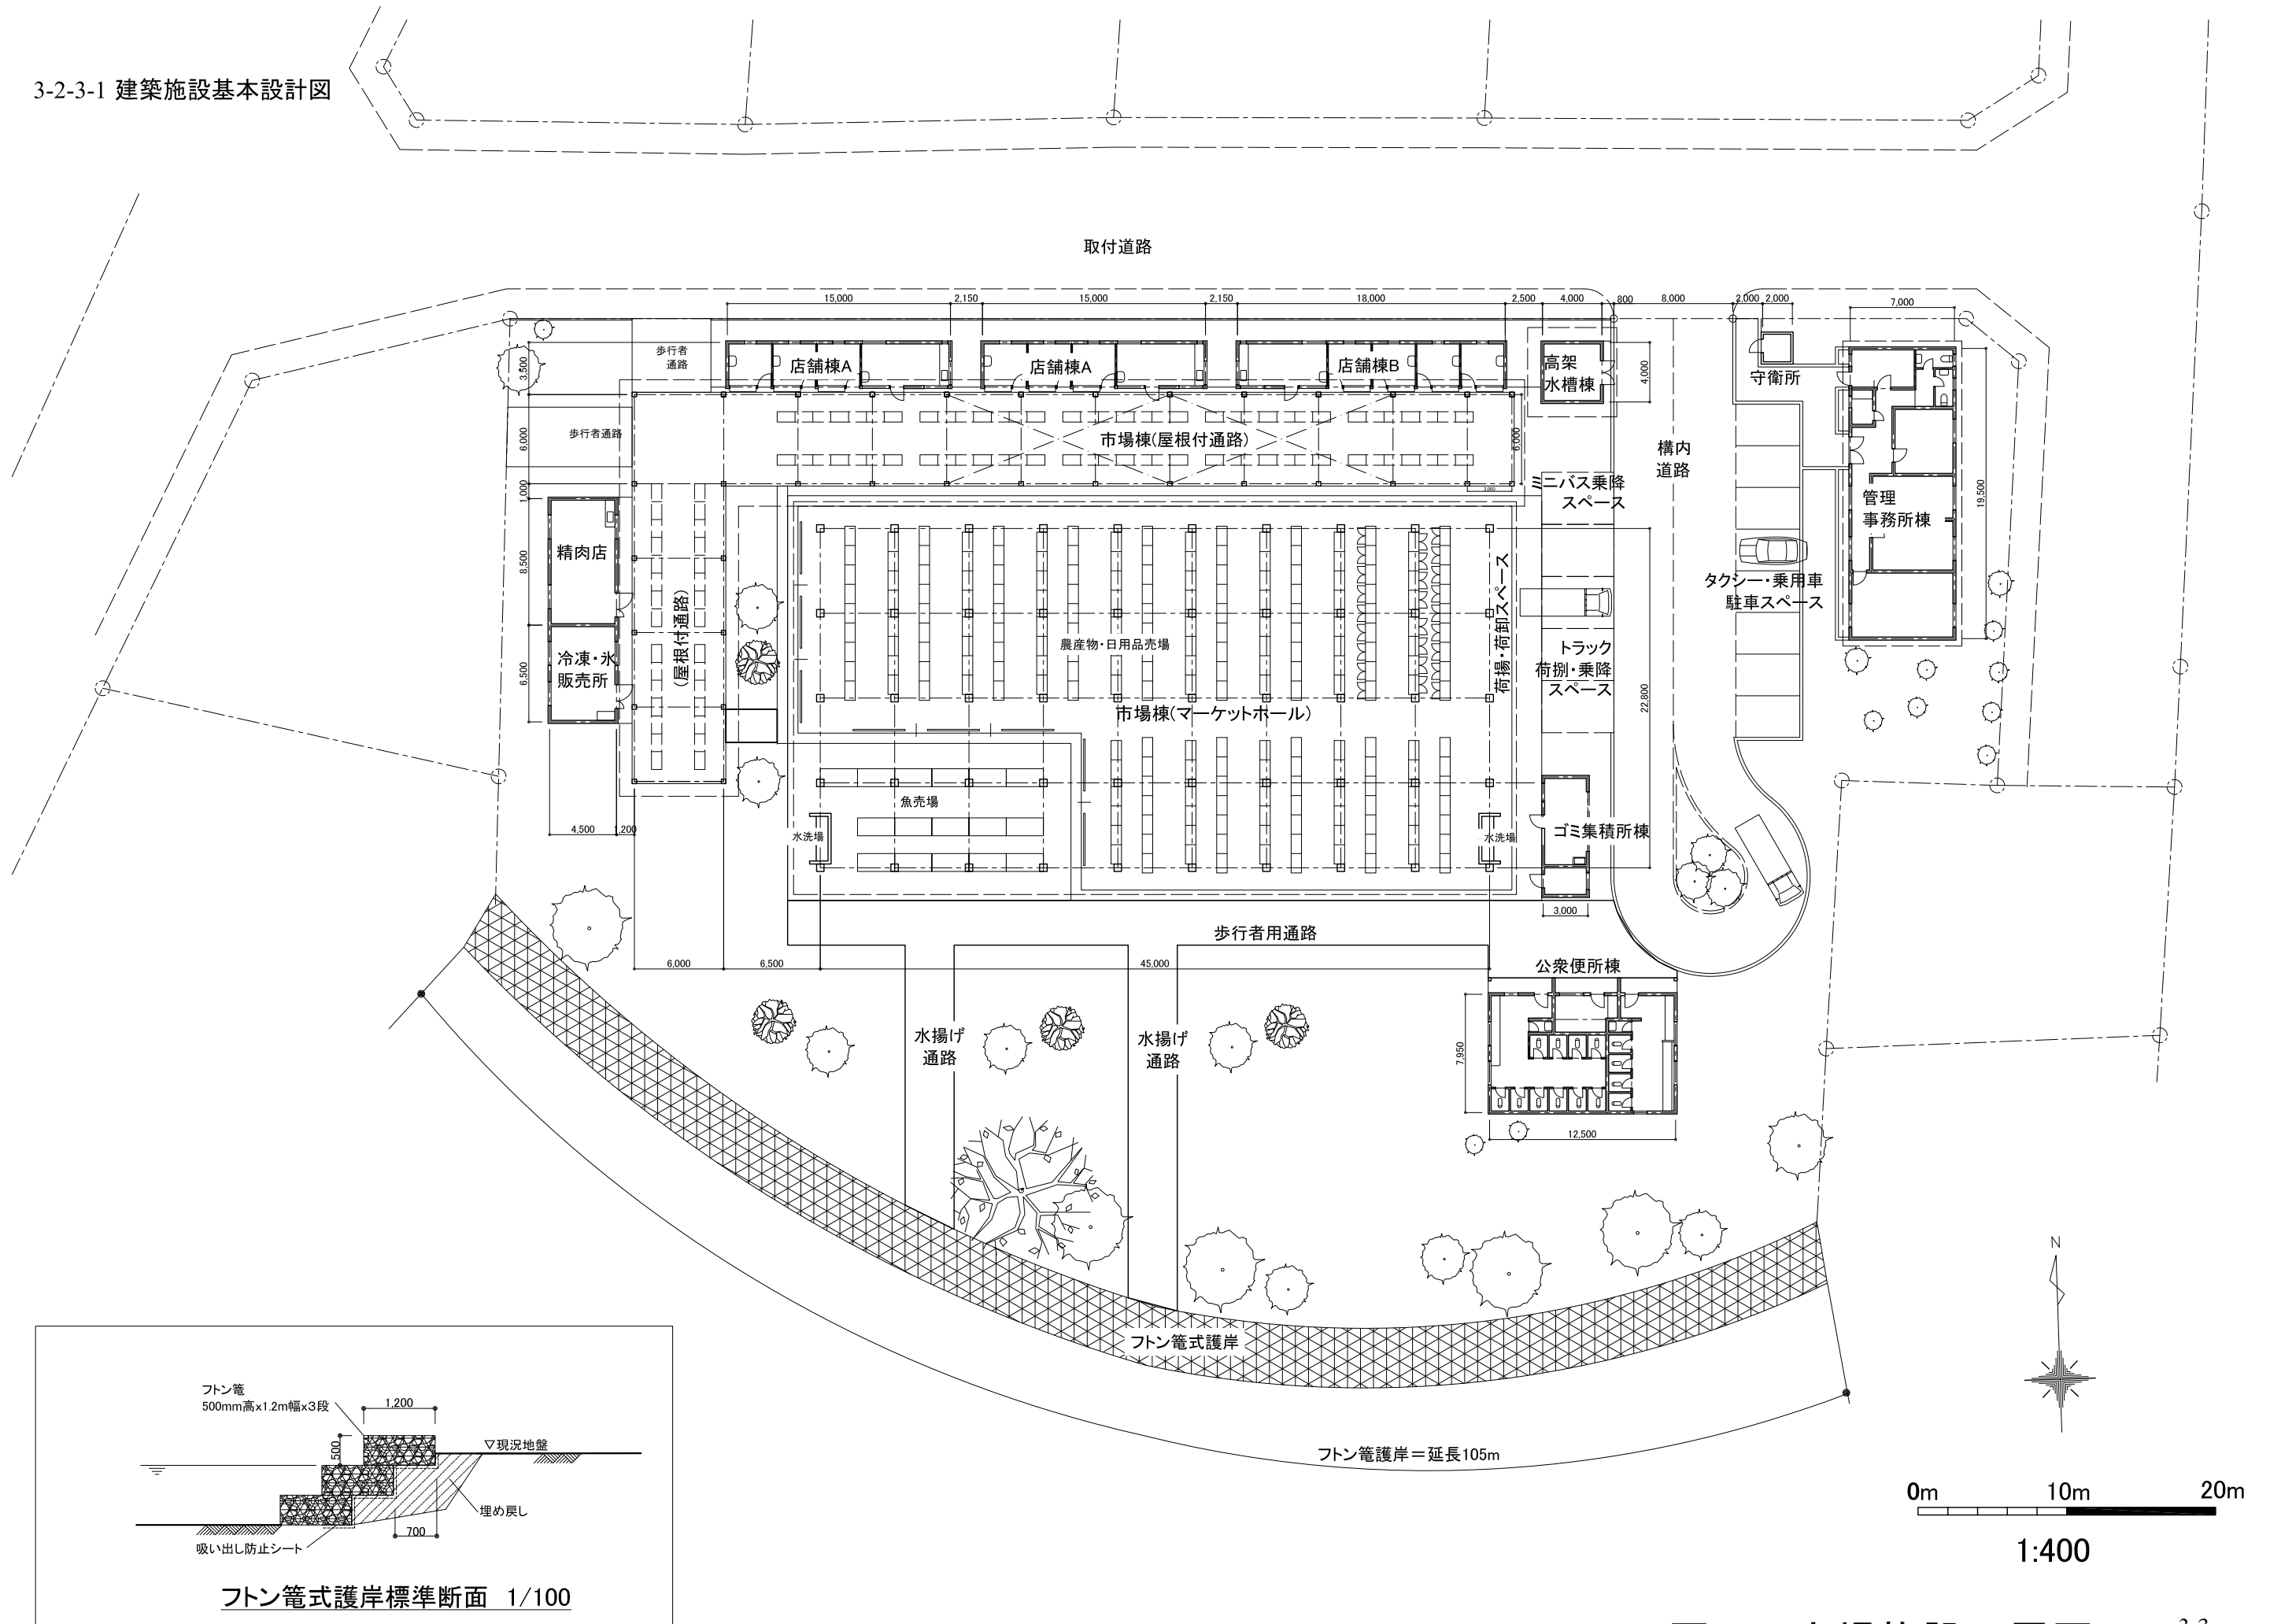 3-2-3-1 建築施設基本設計図
取付道路
15,000
2,150
15,000
2,150
18,000
2,500
4,000
800
8,000
2,000
2,000
7,000
歩行者
通路
3,500
店舗棟A
店舗棟A
店舗棟B
高架
水槽棟
4,000
守衛所
歩行者通路
6,000
市場棟(屋根付通路)
6,000
構内
道路
1,000
3,000
ミニバス乗降
スペース
管理
事務所棟
19,500
精肉店
8,500
タクシー・乗用車
駐車スペース
(屋根付通路)
荷揚・荷卸スペース
農産物・日用品売場
冷凍・氷
販売所
6,500
トラック
荷捌・乗降
スペース
22,800
市場棟(マーケットホール)
魚売場
水洗場
水洗場
ゴミ集積所棟
4,500
1,200
3,000
歩行者用通路
6,000
6,500
45,000
公衆便所棟
水揚げ
通路
水揚げ
通路
7,950
12,500
フトン篭式護岸
フトン篭護岸＝延長105m
N
フトン篭
500mm高x1.2m幅x3段
1,200
500
▽現況地盤
埋め戻し
700
吸い出し防止シート
フトン篭式護岸標準断面 1/100
0m
10m
20m
1:400